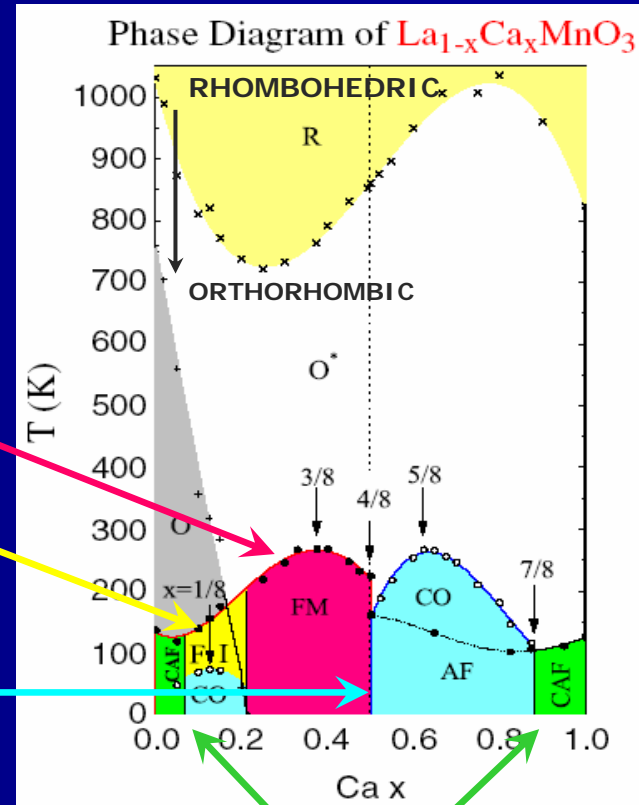 Phase Diagram of La1-xCaxMnO3
1000
900
800
700
600
500
400
300
200
100
0
T (K)
RHOMBOHEDRIC
R
ORTHORHOMBIC
O*
O
3/8
4/8
5/8
7/8
x=1/8
FM
CO
AF
CAF
F I
CO
CAF
0.0 0.2 0.4 0.6 0.8 1.0
Ca x